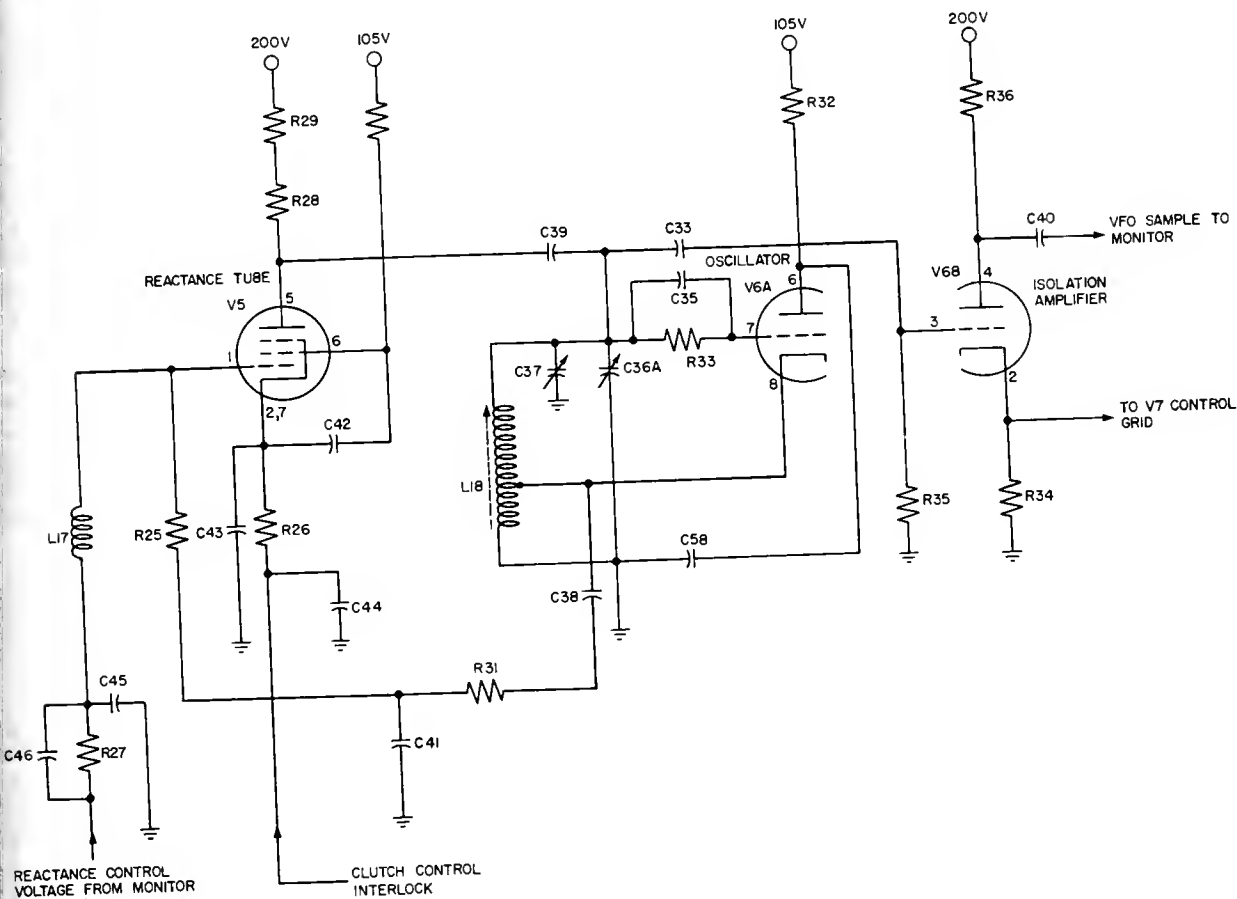 200V
105V
105V
200V
R29
R32
R36
R28
C39
C33
C40
VFO SAMPLE TO
MONITOR
REACTANCE TUBE
OSCILLATOR
V5
5
C35
V6A
6
V6B
4
ISOLATION
AMPLIFIER
6
1
7
3
R33
C37
C36A
8
2
2,7
C42
TO V7 CONTROL
GRID
L18
R35
R34
L17
R25
C43
R26
C58
C38
C44
R31
C45
C46
R27
C41
REACTANCE CONTROL
VOLTAGE FROM MONITOR
CLUTCH CONTROL
INTERLOCK